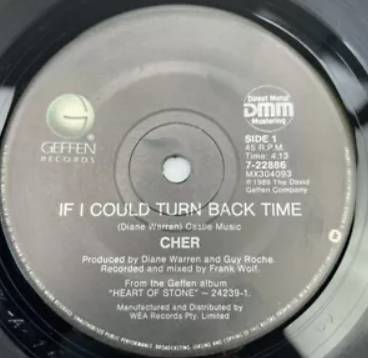 GEFFEN
RECORDS
®
Direct Metal
DMM
Mastering
SIDE 1
45 R.P.M.
Time: 4:13
7-22886
MX304093
℗1989 The David
Geffen Company
IF I COULD TURN BACK TIME
(Diane Warren) Castle Music
CHER
Produced by Diane Warren and Guy Roche.
Recorded and mixed by Frank Wolf.
From the Geffen album
"HEART OF STONE" — 24239-1.
Manufactured and Distributed by
WEA Records Pty. Limited